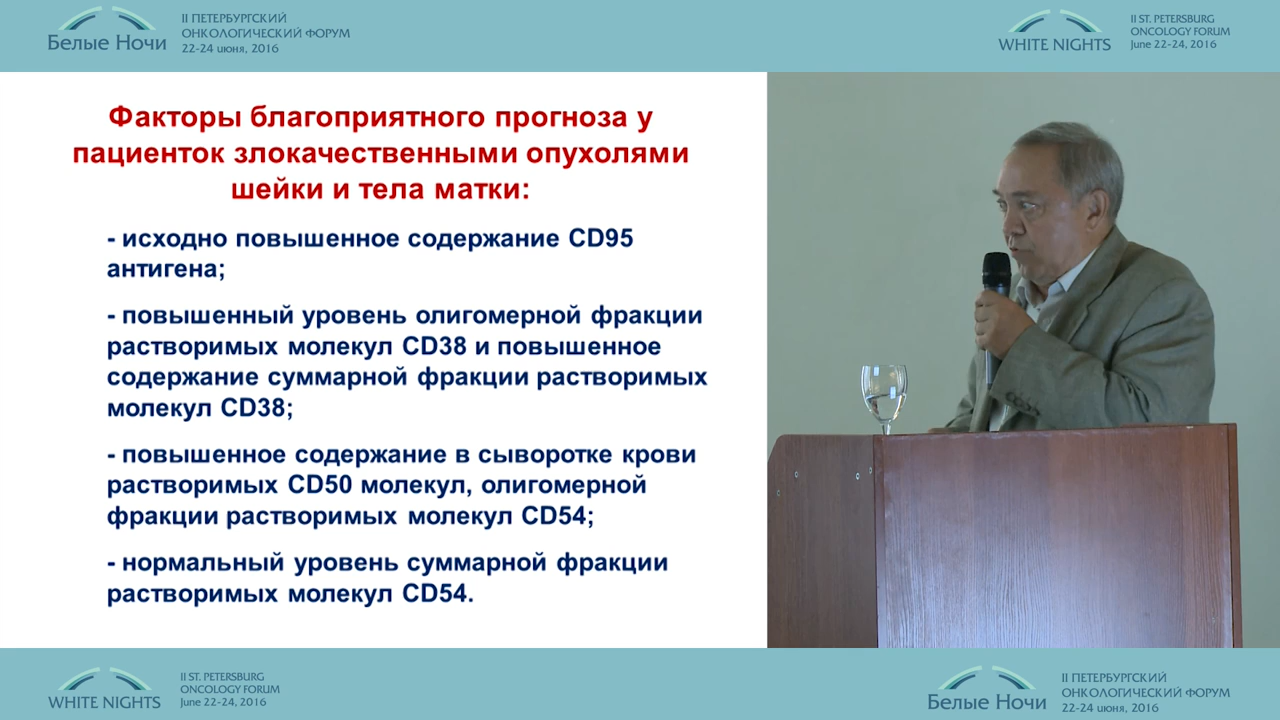 Белые Ночи
II ПЕТЕРБУРГСКИЙ
ОНКОЛОГИЧЕСКИЙ ФОРУМ
22-24 июня, 2016
WHITE NIGHTS
II ST. PETERSBURG
ONCOLOGY FORUM
June 22-24, 2016
Факторы благоприятного прогноза у
пациенток злокачественными опухолями
шейки и тела матки:
- исходно повышенное содержание CD95
антигена;
- повышенный уровень олигомерной фракции
растворимых молекул CD38 и повышенное
содержание суммарной фракции растворимых
молекул CD38;
- повышенное содержание в сыворотке крови
растворимых CD50 молекул, олигомерной
фракции растворимых молекул CD54;
- нормальный уровень суммарной фракции
растворимых молекул CD54.
WHITE NIGHTS
II ST. PETERSBURG
ONCOLOGY FORUM
June 22-24, 2016
Белые Ночи
II ПЕТЕРБУРГСКИЙ
ОНКОЛОГИЧЕСКИЙ ФОРУМ
22-24 июня, 2016